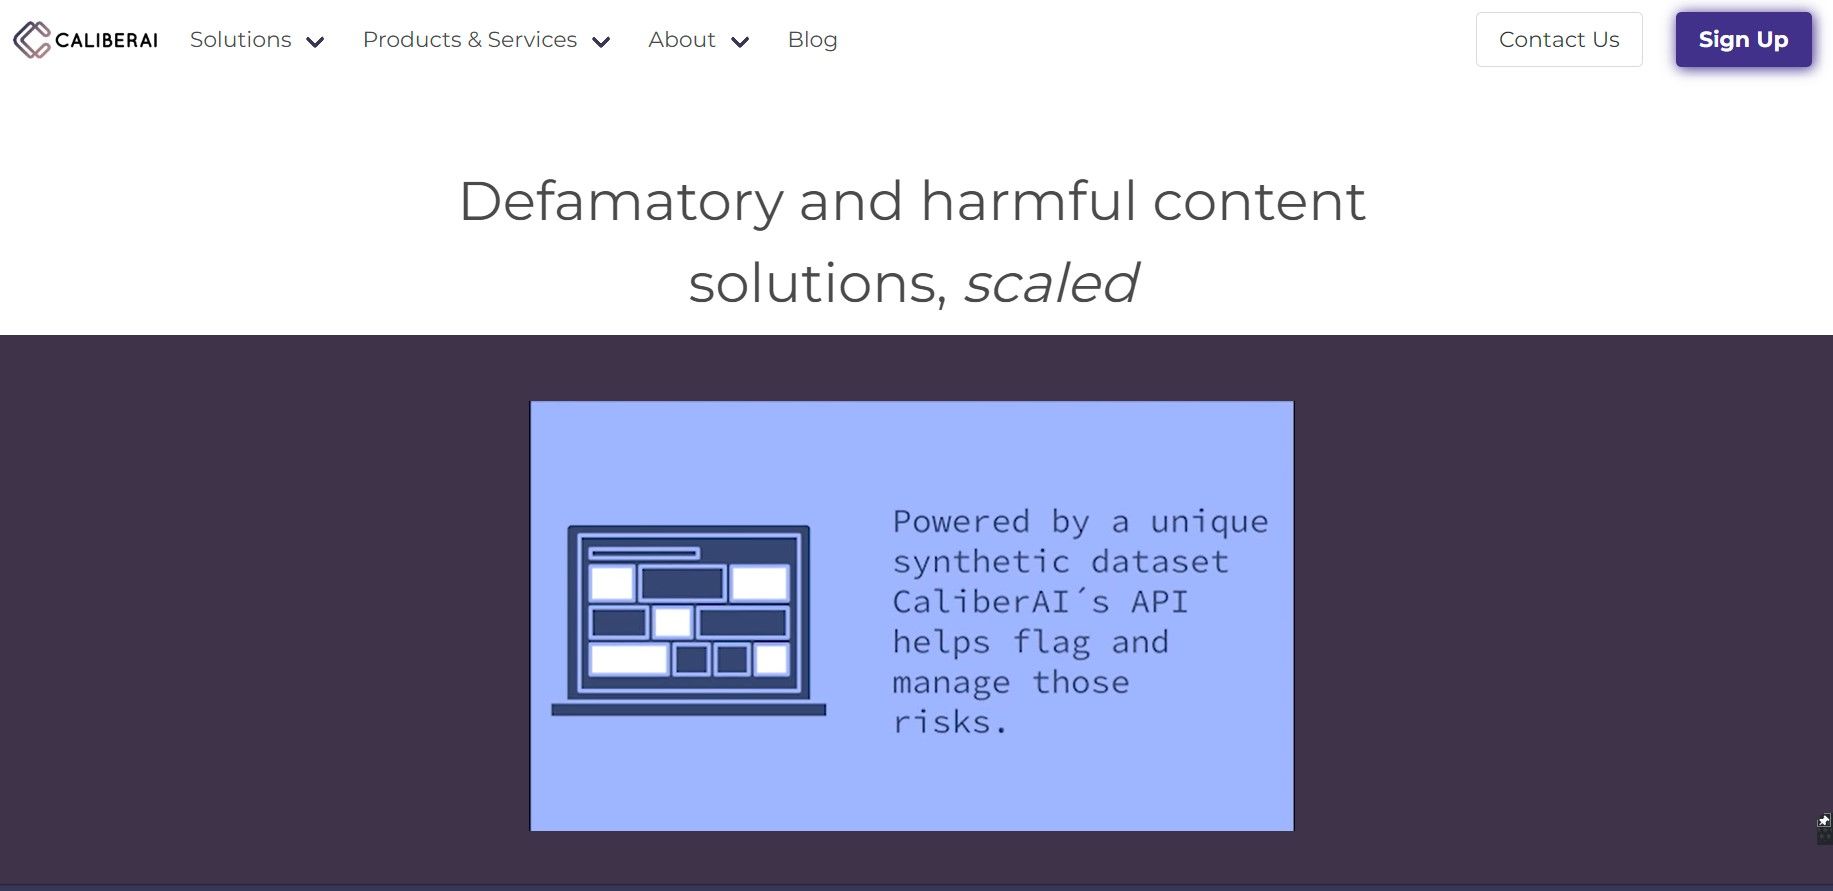 CALIBERAI
Solutions
Products & Services
About
Blog
Contact Us
Sign Up
Defamatory and harmful content
solutions, scaled
Powered by a unique
synthetic dataset
CaliberAI´s API
helps flag and
manage those
risks.